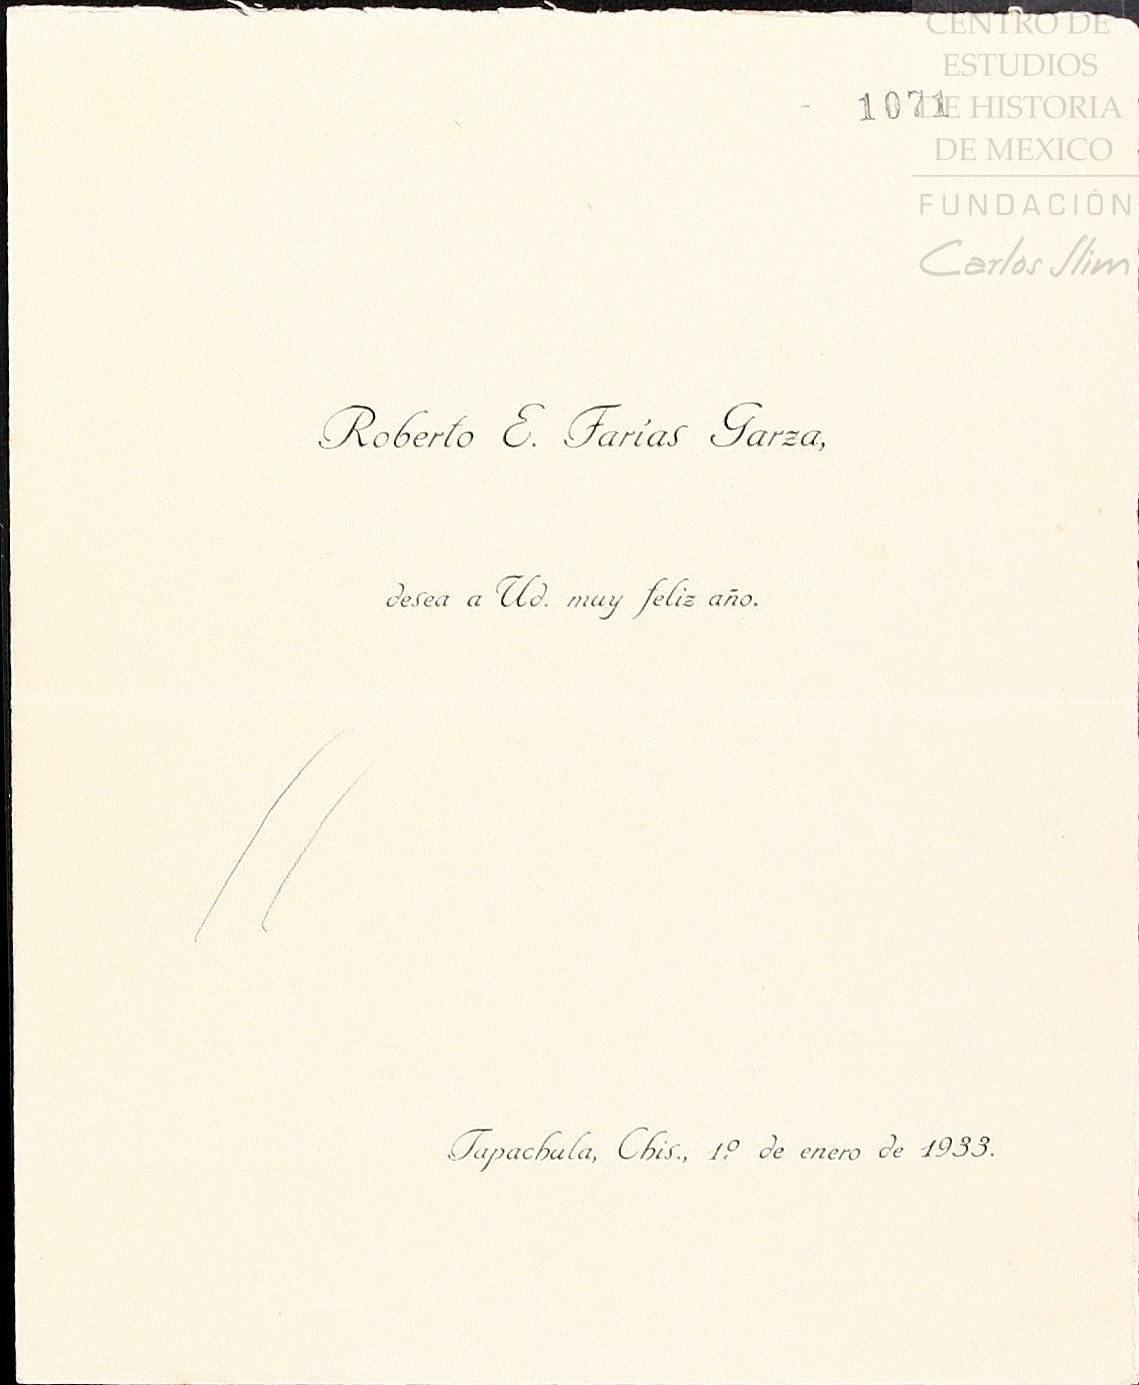 CENTRO DE
ESTUDIOS
DE HISTORIA
DE MEXICO
FUNDACIÓN
Carlos Slim
1071
Roberto E. Farías Garza,
desea a Ud. muy feliz año.
Tapachula, Chis., 1º de enero de 1933.